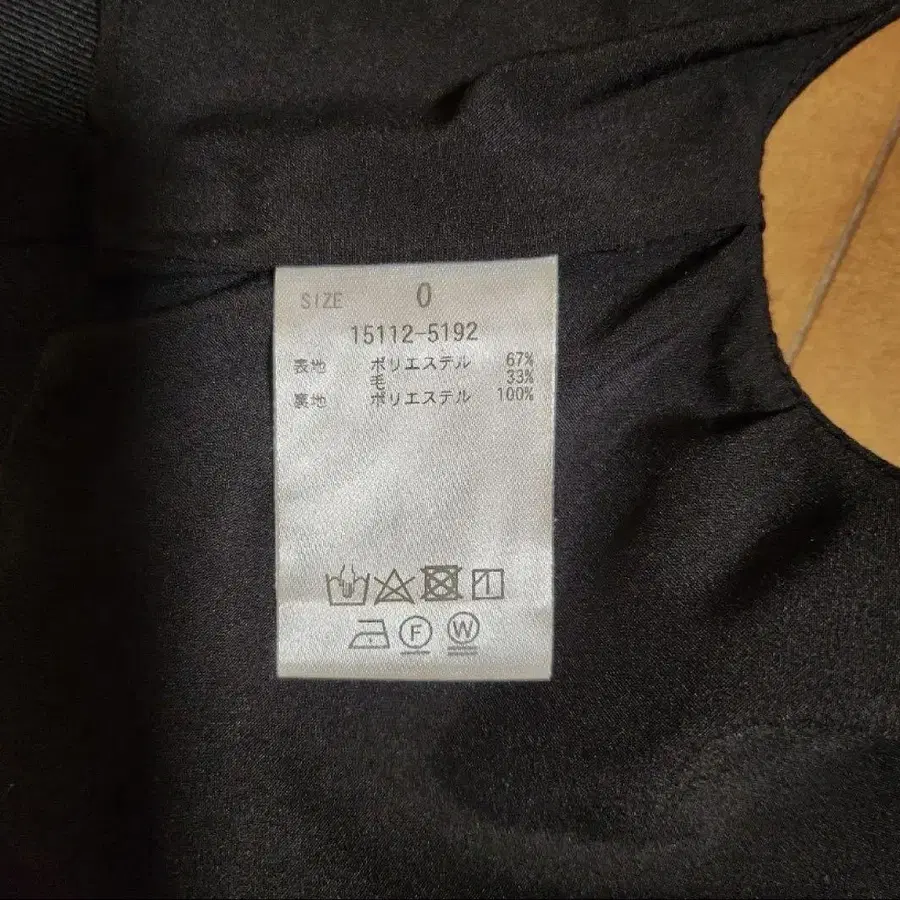 SIZE 0
15112-5192
表地 ポリエステル 67%
毛 33%
裏地 ポリエステル 100%
F W